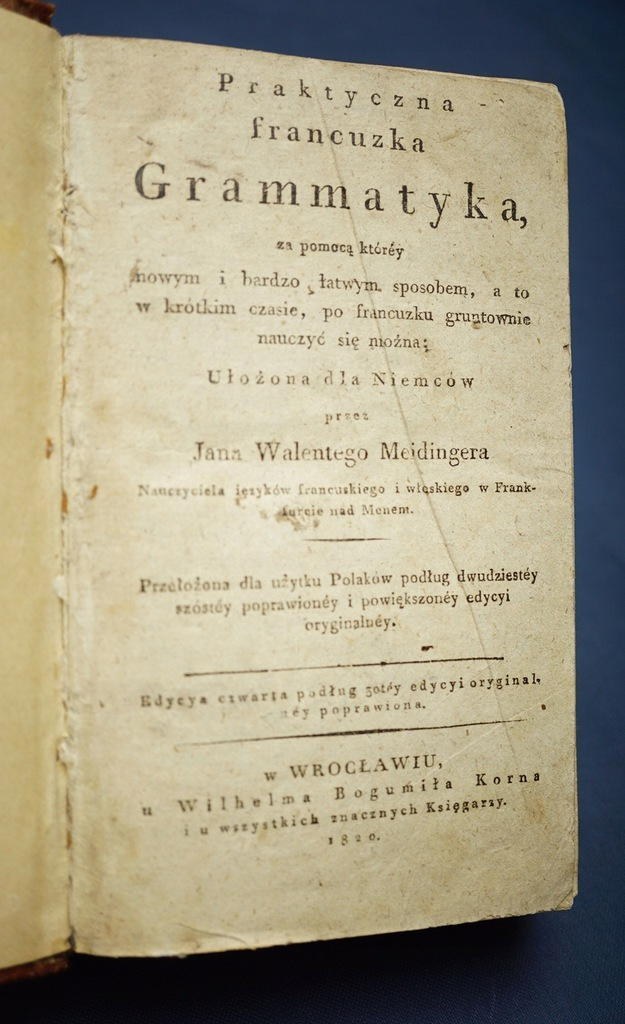 Praktyczna
francuzka
Grammatyka,
za pomocą któréy
nowym i bardzo łatwym sposobem, a to
w krótkim czasie, po francuzku gruntownie
nauczyć się można;
Ułożona dla Niemców
przez
Jana Walentego Meidingera
Nauczyciela ięzyków francuskiego i włoskiego w Frank-
furcie nad Menem.
Przełożona dla użytku Polaków podług dwudziestéy
szóstéy poprawionéy i powiększonéy edycyi
oryginalnéy.
Edycya czwarta podług 30téy edycyi oryginal-
néy poprawiona.
w WROCŁAWIU,
u Wilhelma Bogumiła Korna
i u wszystkich znacznych Księgarzy.
1820.